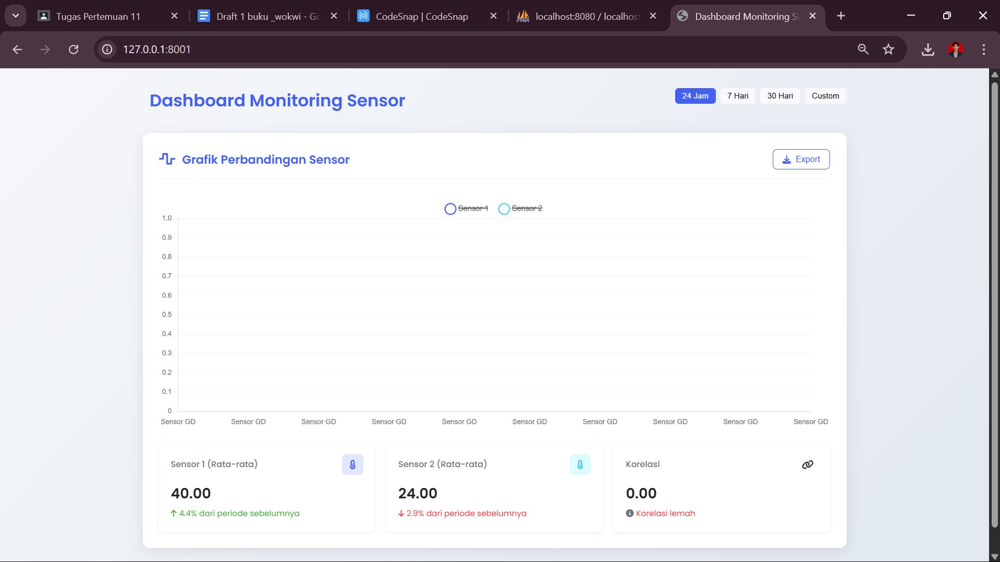 Tugas Pertemuan 11
Draft 1 buku _wokwi - Go
CodeSnap | CodeSnap
localhost:8080 / localhost
Dashboard Monitoring Se
127.0.0.1:8001
Dashboard Monitoring Sensor
24 Jam
7 Hari
30 Hari
Custom
Grafik Perbandingan Sensor
Export
Sensor 1
Sensor 2
1.0
0.9
0.8
0.7
0.6
0.5
0.4
0.3
0.2
0.1
0
Sensor GD Sensor GD Sensor GD Sensor GD Sensor GD Sensor GD Sensor GD Sensor GD Sensor GD Sensor GD
Sensor 1 (Rata-rata)
40.00
4.4% dari periode sebelumnya
Sensor 2 (Rata-rata)
24.00
2.9% dari periode sebelumnya
Korelasi
0.00
Korelasi lemah